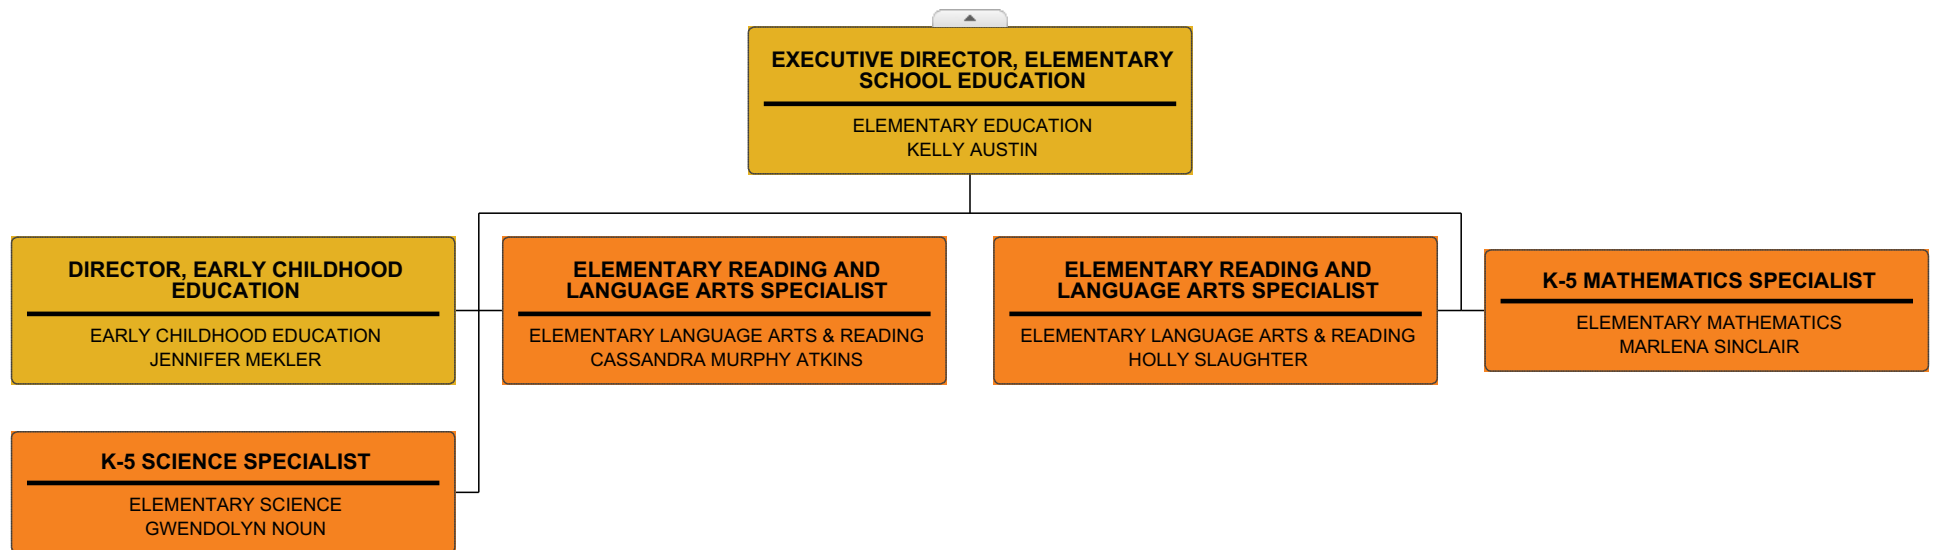 EXECUTIVE DIRECTOR, ELEMENTARY
SCHOOL EDUCATION
ELEMENTARY EDUCATION
KELLY AUSTIN
DIRECTOR, EARLY CHILDHOOD
EDUCATION
EARLY CHILDHOOD EDUCATION
JENNIFER MEKLER
ELEMENTARY READING AND
LANGUAGE ARTS SPECIALIST
ELEMENTARY LANGUAGE ARTS & READING
CASSANDRA MURPHY ATKINS
ELEMENTARY READING AND
LANGUAGE ARTS SPECIALIST
ELEMENTARY LANGUAGE ARTS & READING
HOLLY SLAUGHTER
K-5 MATHEMATICS SPECIALIST
ELEMENTARY MATHEMATICS
MARLENA SINCLAIR
K-5 SCIENCE SPECIALIST
ELEMENTARY SCIENCE
GWENDOLYN NOUN